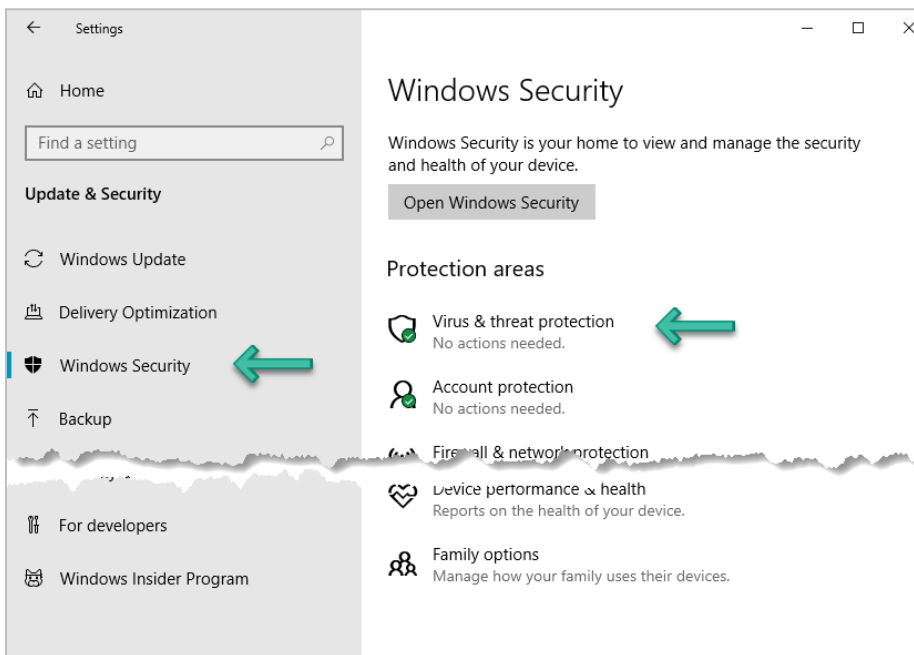 Settings
Home
Find a setting
Update & Security
Windows Update
Delivery Optimization
Windows Security
Backup
For developers
Windows Insider Program
Windows Security
Windows Security is your home to view and manage the security
and health of your device.
Open Windows Security
Protection areas
Virus & threat protection
No actions needed.
Account protection
No actions needed.
Firewall & network protection
Device performance & health
Reports on the health of your device.
Family options
Manage how your family uses their devices.